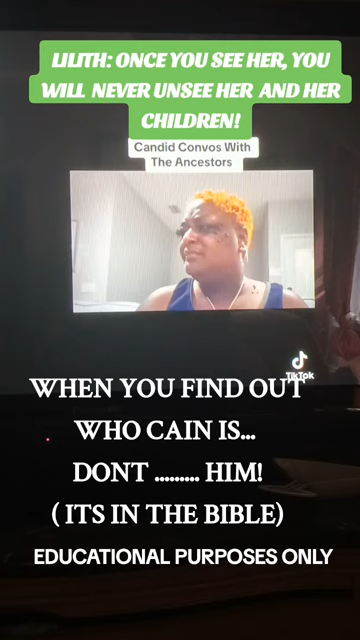 LILITH: ONCE YOU SEE HER, YOU
WILL NEVER UNSEE HER AND HER
CHILDREN!
Candid Convos With
The Ancestors
TikTok
WHEN YOU FIND OUT
WHO CAIN IS...
DONT ......... HIM!
( ITS IN THE BIBLE)
EDUCATIONAL PURPOSES ONLY